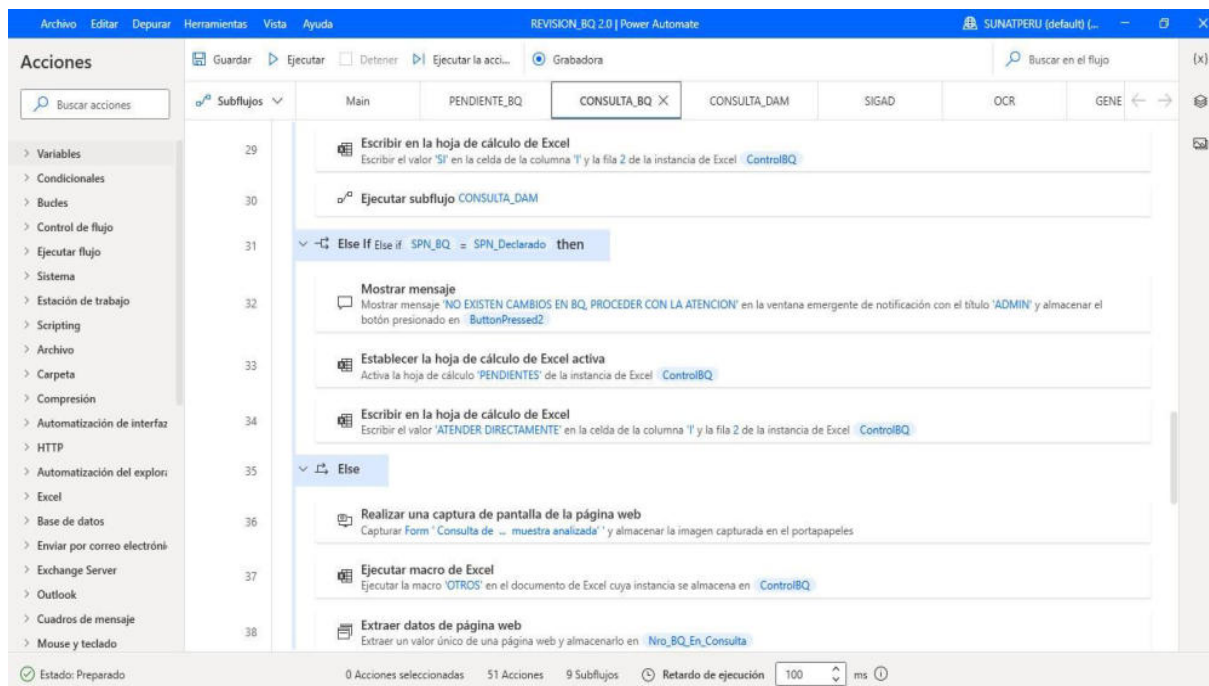 Archivo Editar Depurar Herramientas Vista Ayuda REVISION_BQ 2.0 | Power Automate SUNATPERU (default) (...
Acciones
Guardar Ejecutar Detener Ejecutar la acci... Grabadora Buscar en el flujo {x}
Buscar acciones
Subflujos Main PENDIENTE_BQ CONSULTA_BQ CONSULTA_DAM SIGAD OCR GENE
Variables
Condicionales
Bucles
Control de flujo
Ejecutar flujo
Sistema
Estación de trabajo
Scripting
Archivo
Carpeta
Compresión
Automatización de interfaz
HTTP
Automatización del explora
Excel
Base de datos
Enviar por correo electróni
Exchange Server
Outlook
Cuadros de mensaje
Mouse y teclado
29 Escribir en la hoja de cálculo de Excel
Escribir el valor 'SI' en la celda de la columna 'I' y la fila 2 de la instancia de Excel ControlBQ
30 Ejecutar subflujo CONSULTA_DAM
31 Else If Else if SPN_BQ = SPN_Declarado then
32 Mostrar mensaje
Mostrar mensaje 'NO EXISTEN CAMBIOS EN BQ, PROCEDER CON LA ATENCION' en la ventana emergente de notificación con el título 'ADMIN' y almacenar el
botón presionado en ButtonPressed2
33 Establecer la hoja de cálculo de Excel activa
Activa la hoja de cálculo 'PENDIENTES' de la instancia de Excel ControlBQ
34 Escribir en la hoja de cálculo de Excel
Escribir el valor 'ATENDER DIRECTAMENTE' en la celda de la columna 'I' y la fila 2 de la instancia de Excel ControlBQ
35 Else
36 Realizar una captura de pantalla de la página web
Capturar Form ' Consulta de ... muestra analizada' ' y almacenar la imagen capturada en el portapapeles
37 Ejecutar macro de Excel
Ejecutar la macro 'OTROS' en el documento de Excel cuya instancia se almacena en ControlBQ
38 Extraer datos de página web
Extraer un valor único de una página web y almacenarlo en Nro_BQ_En_Consulta
Estado: Preparado 0 Acciones seleccionadas 51 Acciones 9 Subflujos Retardo de ejecución 100 ms